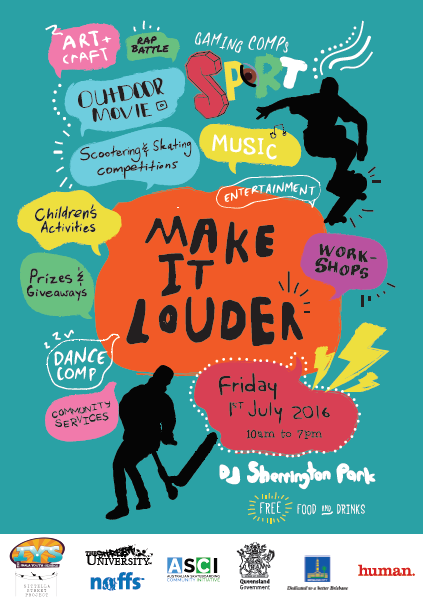 ART +
CRAFT
RAP
BATTLE
GAMING COMPs
SPORT
OUTDOOR
MOVIE
MUSIC
Scootering & Skating
competitions
ENTERTAINMENT
Children's
Activities
MAKE
IT
LOUDER
WORK-
SHOPS
Prizes &
Giveaways
DANCE
COMP
COMMUNITY
SERVICES
Friday
1ST July 2016
10am to 7pm
DJ Sherrington Park
FREE FOOD AND DRINKS
UNIVERSITY
noffs
ASCI
AUSTRALIAN SKATEBOARDING
COMMUNITY INITIATIVE
Queensland
Government
Dedicated to a better Brisbane
human.